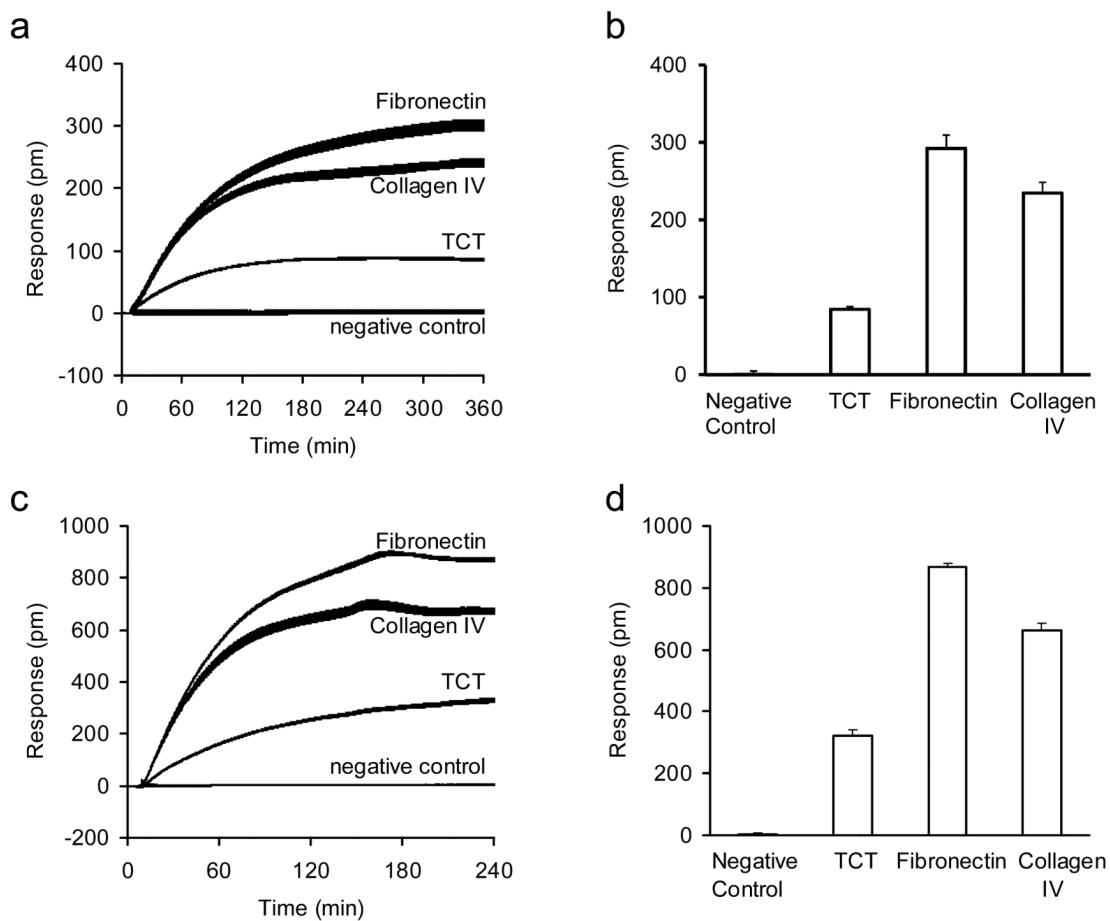 a
400
300
200
100
0
-100
Response (pm)
Fibronectin
Collagen IV
TCT
negative control
0 60 120 180 240 300 360
Time (min)
b
400
300
200
100
0
Response (pm)
Negative Control
TCT
Fibronectin
Collagen IV
c
1000
800
600
400
200
0
-200
Response (pm)
Fibronectin
Collagen IV
TCT
negative control
0 60 120 180 240
Time (min)
d
1000
800
600
400
200
0
Response (pm)
Negative Control
TCT
Fibronectin
Collagen IV